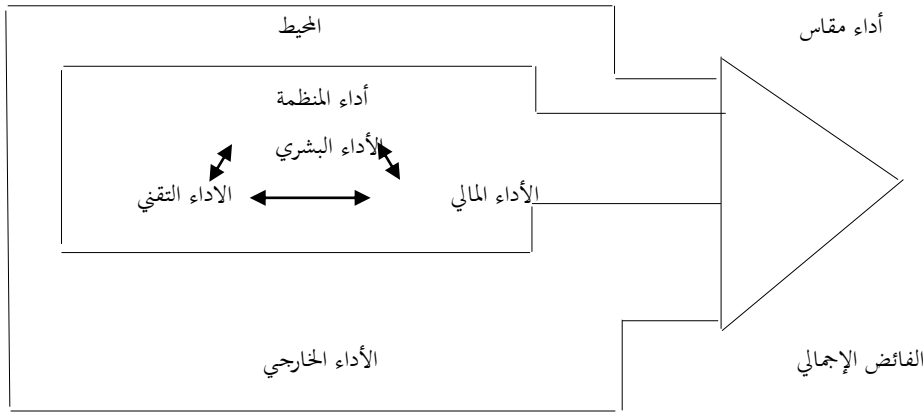 أداء مقاس
المحيط
أداء المنظمة
الأداء البشري
الأداء المالي
الاداء التقني
الفائض الإجمالي
الأداء الخارجي